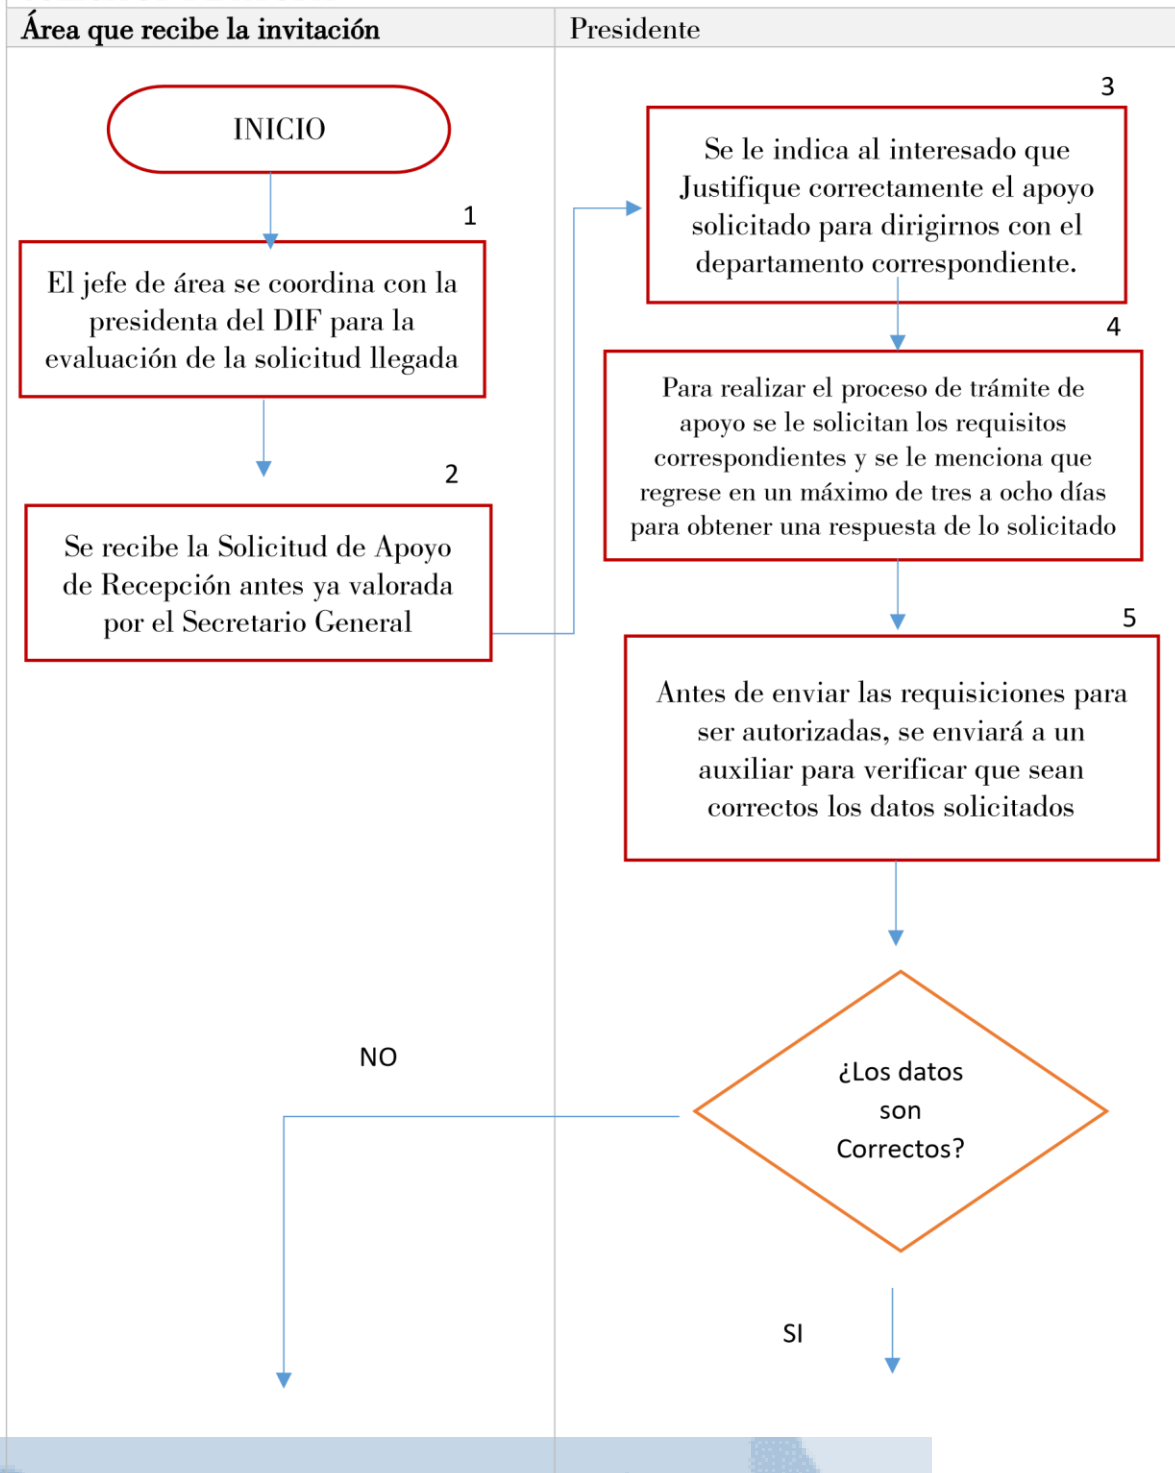 Área que recibe la invitación
Presidente
INICIO
1
El jefe de área se coordina con la
presidenta del DIF para la
evaluación de la solicitud llegada
2
Se recibe la Solicitud de Apoyo
de Recepción antes ya valorada
por el Secretario General
3
Se le indica al interesado que
Justifique correctamente el apoyo
solicitado para dirigirnos con el
departamento correspondiente.
4
Para realizar el proceso de trámite de
apoyo se le solicitan los requisitos
correspondientes y se le menciona que
regrese en un máximo de tres a ocho días
para obtener una respuesta de lo solicitado
5
Antes de enviar las requisiciones para
ser autorizadas, se enviará a un
auxiliar para verificar que sean
correctos los datos solicitados
¿Los datos
son
Correctos?
NO
SI